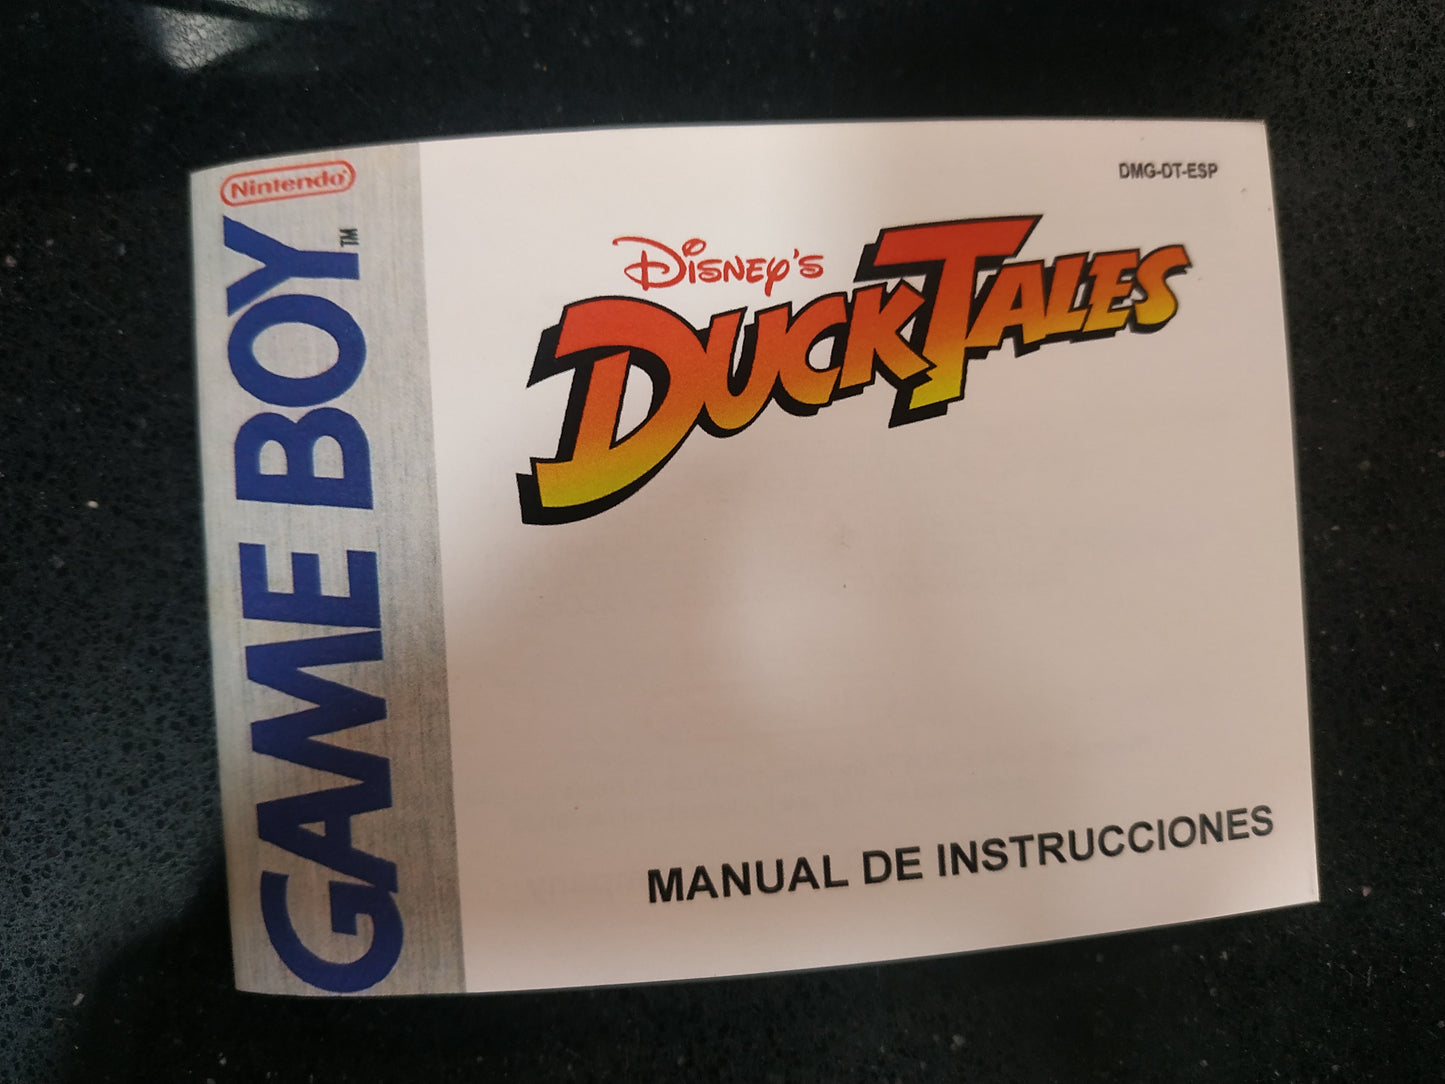 Nintendo
GAME BOY™
DMG-DT-ESP
DISNEY'S
DUCKTALES
MANUAL DE INSTRUCCIONES